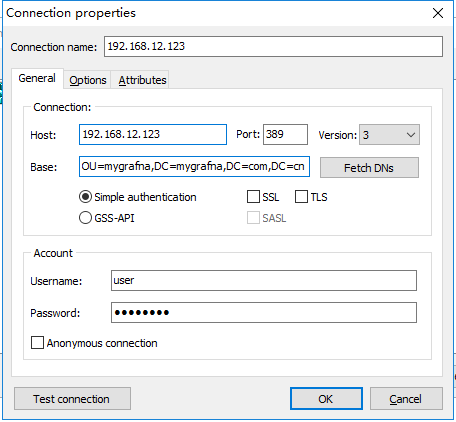 Connection properties
Connection name: 192.168.12.123
General Options Attributes
Connection:
Host: 192.168.12.123 Port: 389 Version: 3
Base: OU=mygrafna,DC=mygrafna,DC=com,DC=cn Fetch DNs
Simple authentication SSL TLS
GSS-API SASL
Account
Username: user
Password: ●●●●●●●●
Anonymous connection
Test connection OK Cancel